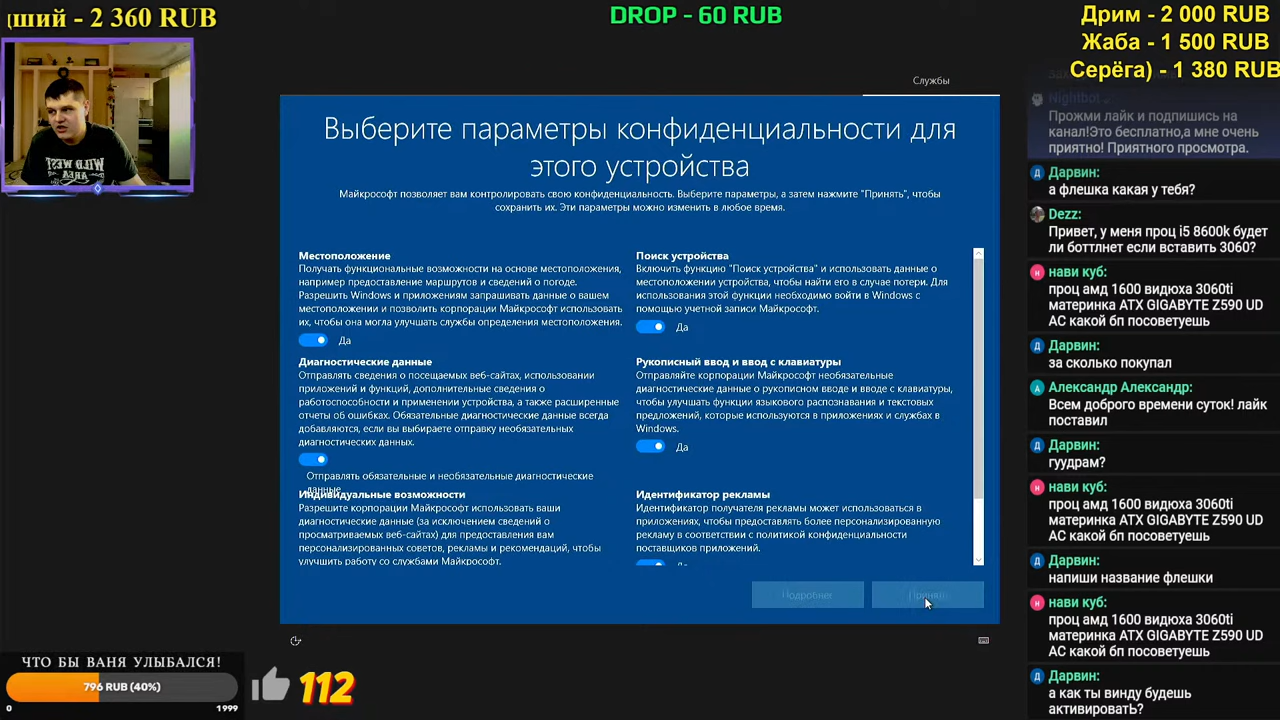 ший - 2 360 RUB
DROP - 60 RUB
Дрим - 2 000 RUB
Жаба - 1 500 RUB
Серёга) - 1 380 RUB
Службы
Выберите параметры конфиденциальности для
этого устройства
Майкрософт позволяет вам контролировать свою конфиденциальность. Выберите параметры, а затем нажмите "Принять", чтобы
сохранить их. Эти параметры можно изменить в любое время.
Местоположение
Получать функциональные возможности на основе местоположения,
например предоставление маршрутов и сведений о погоде.
Разрешить Windows и приложениям запрашивать данные о вашем
местоположении и позволить корпорации Майкрософт использовать
их, чтобы она могла улучшать службы определения местоположения.
Да
Диагностические данные
Отправлять сведения о посещаемых веб-сайтах, использовании
приложений и функций, дополнительные сведения о
работоспособности и применении устройства, а также расширенные
отчеты об ошибках. Обязательные диагностические данные всегда
добавляются, если вы выбираете отправку необязательных
диагностических данных.
Отправлять обязательные и необязательные диагностические
данные
Индивидуальные возможности
Разрешите корпорации Майкрософт использовать ваши
диагностические данные (за исключением сведений о
просматриваемых веб-сайтах) для предоставления вам
персонализированных советов, рекламы и рекомендаций, чтобы
улучшить работу со службами Майкрософт.
Поиск устройства
Включить функцию "Поиск устройства" и использовать данные о
местоположении устройства, чтобы найти его в случае потери. Для
использования этой функции необходимо войти в Windows с
помощью учетной записи Майкрософт.
Да
Рукописный ввод и ввод с клавиатуры
Отправляйте корпорации Майкрософт необязательные
диагностические данные о рукописном вводе и вводе с клавиатуры,
чтобы улучшить функции языкового распознавания и текстовых
предложений, которые используются в приложениях и службах в
Windows.
Да
Идентификатор рекламы
Идентификатор получателя рекламы может использоваться в
приложениях, чтобы предоставлять более персонализированную
рекламу в соответствии с политикой конфиденциальности
поставщиков приложений.
Подробнее
Принять
Nightbot
Прожми лайк и подпишись на
канал!Это бесплатно,а мне очень
приятно! Приятного просмотра.
Дарвин:
а флешка какая у тебя?
Dezz:
Привет, у меня проц i5 8600k будет
ли боттлнет если вставить 3060?
нави куб:
проц амд 1600 видюха 3060ti
материнка ATX GIGABYTE Z590 UD
AC какой бп посоветуешь
Дарвин:
за сколько покупал
Александр Александр:
Всем доброго времени суток! лайк
поставил
Дарвин:
гуудрам?
нави куб:
проц амд 1600 видюха 3060ti
материнка ATX GIGABYTE Z590 UD
AC какой бп посоветуешь
Дарвин:
напиши название флешки
нави куб:
проц амд 1600 видюха 3060ti
материнка ATX GIGABYTE Z590 UD
AC какой бп посоветуешь
Дарвин:
а как ты винду будешь
активировать?
WILD WEST
AREA
ЧТО БЫ ВАНЯ УЛЫБАЛСЯ!
796 RUB (40%)
0
1999
112